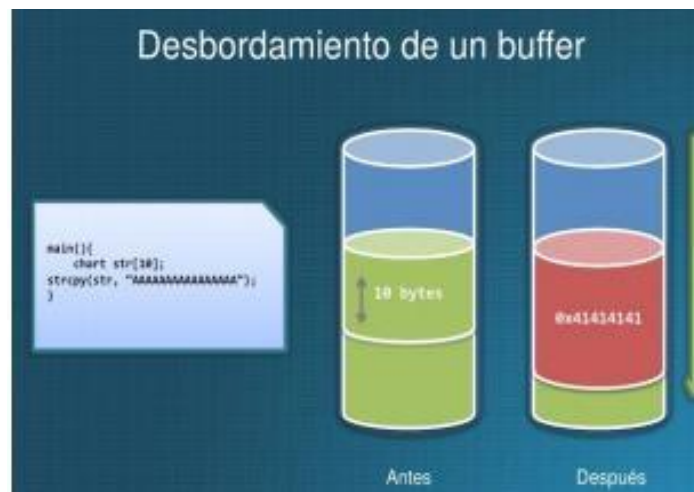 Desbordamiento de un buffer
main(){
chart str[10];
strcpy(str, "AAAAAAAAAAAAAAA");
}
10 bytes
0x41414141
Antes
Después